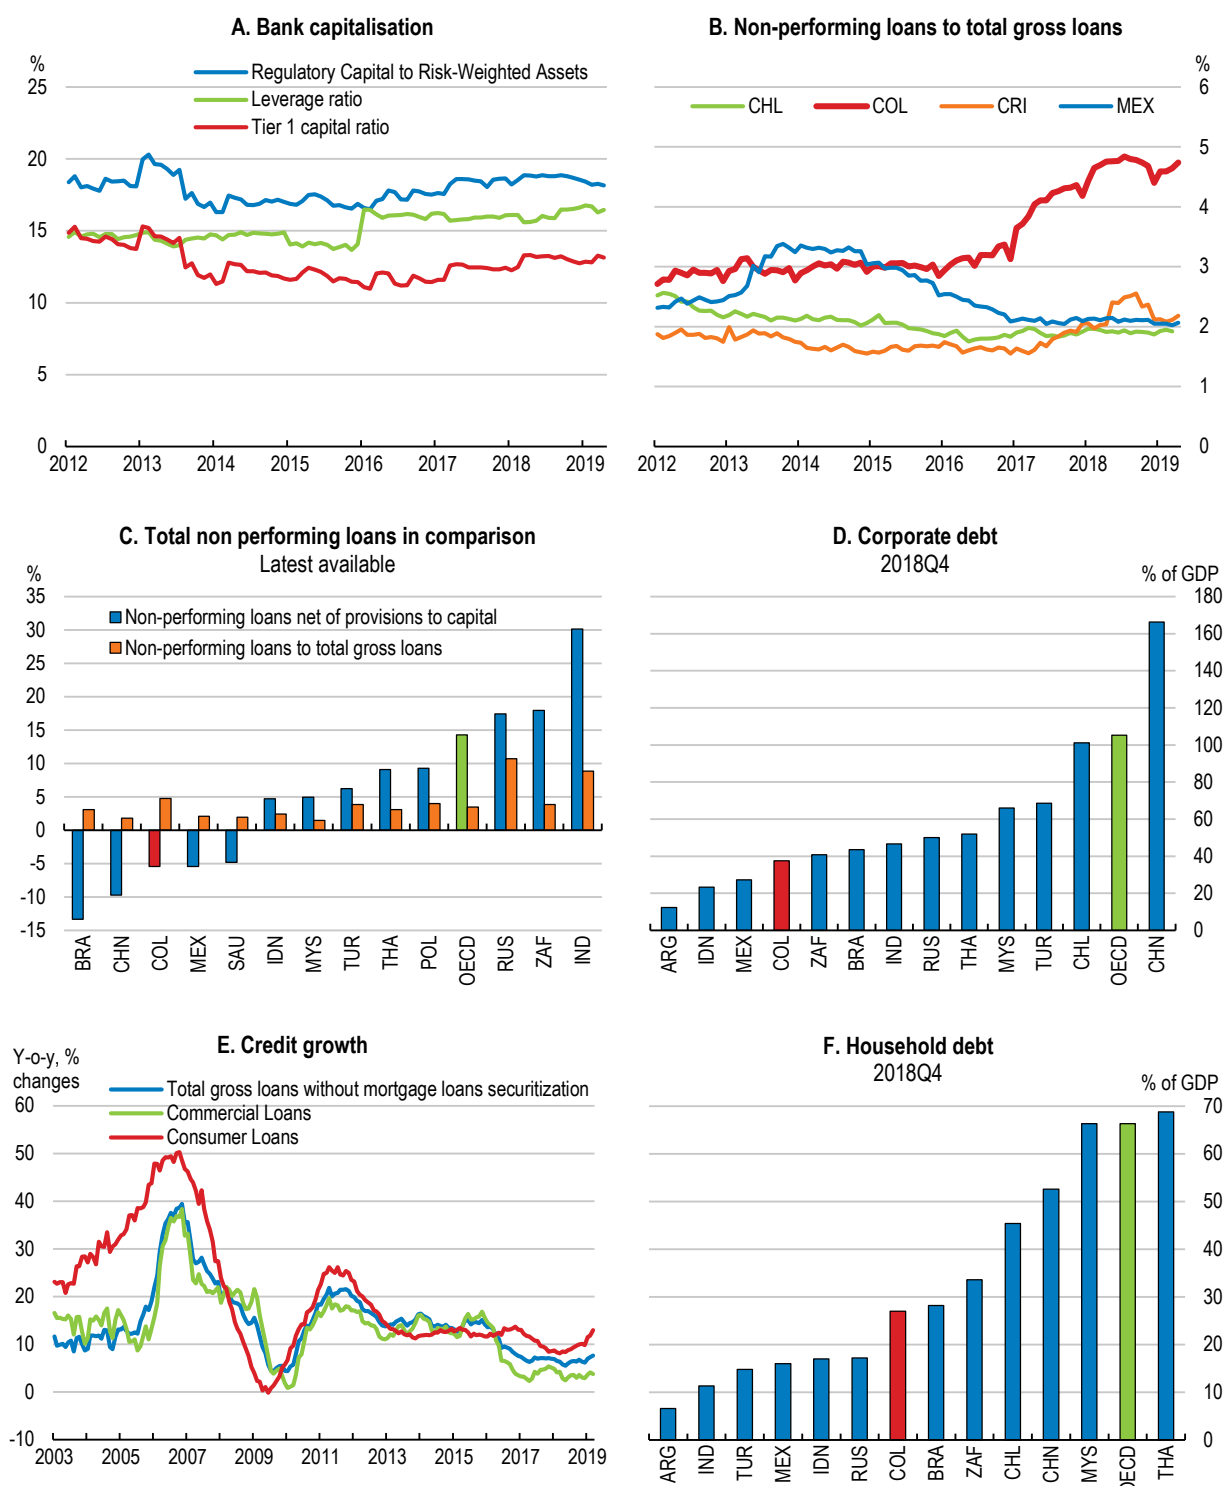 A. Bank capitalisation
%
Regulatory Capital to Risk-Weighted Assets
Leverage ratio
Tier 1 capital ratio
25
20
15
10
5
0
2012 2013 2014 2015 2016 2017 2018 2019
B. Non-performing loans to total gross loans
%
CHL COL CRI MEX
6
5
4
3
2
1
0
2012 2013 2014 2015 2016 2017 2018 2019
C. Total non performing loans in comparison
Latest available
%
Non-performing loans net of provisions to capital
Non-performing loans to total gross loans
35
30
25
20
15
10
5
0
-5
-10
-15
BRA CHN COL MEX SAU IDN MYS TUR THA POL OECD RUS ZAF IND
D. Corporate debt
2018Q4
% of GDP
180
160
140
120
100
80
60
40
20
0
ARG IDN MEX COL ZAF BRA IND RUS THA MYS TUR CHL OECD CHN
E. Credit growth
Y-o-y, %
changes
Total gross loans without mortgage loans securitization
Commercial Loans
Consumer Loans
60
50
40
30
20
10
0
-10
2003 2005 2007 2009 2011 2013 2015 2017 2019
F. Household debt
2018Q4
% of GDP
70
60
50
40
30
20
10
0
ARG IND TUR MEX IDN RUS COL BRA ZAF CHL CHN MYS OECD THA